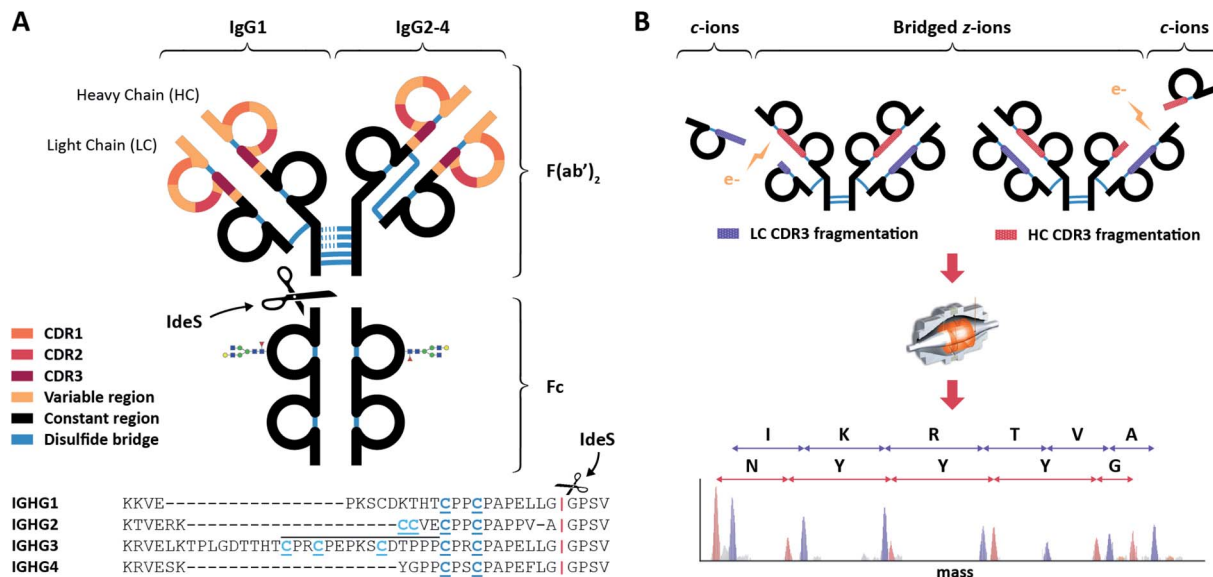 A
IgG1
IgG2-4
Heavy Chain (HC)
Light Chain (LC)
F(ab')₂
IdeS
CDR1
CDR2
CDR3
Variable region
Constant region
Disulfide bridge
Fc
IdeS
IGHG1 KKVE-------------------PKSCDKTHTCPPCPAPELLG|GPSV
IGHG2 KTVERK----------------------CCVECPPCPAPPV-A|GPSV
IGHG3 KRVELKTPLGDTTHTCPRCPEPKSCDTPPPCPRCPAPELLG|GPSV
IGHG4 KRVESK----------------------YGPPCPSCPAPEFLG|GPSV
B
c-ions
Bridged z-ions
c-ions
e-
e-
LC CDR3 fragmentation
HC CDR3 fragmentation
I K R T V A
N Y Y Y G
mass